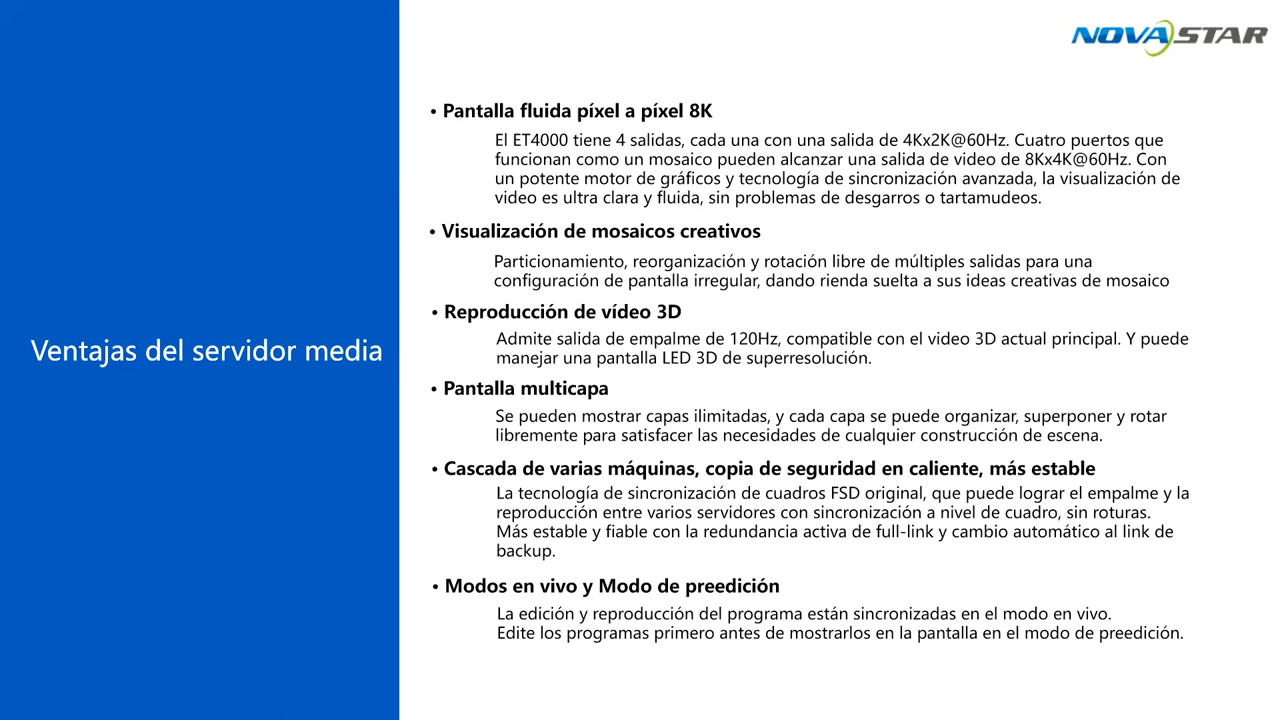 NOVASTAR
Ventajas del servidor media
• Pantalla fluida píxel a píxel 8K
El ET4000 tiene 4 salidas, cada una con una salida de 4Kx2K@60Hz. Cuatro puertos que
funcionan como un mosaico pueden alcanzar una salida de video de 8Kx4K@60Hz. Con
un potente motor de gráficos y tecnología de sincronización avanzada, la visualización de
video es ultra clara y fluida, sin problemas de desgarros o tartamudeos.
• Visualización de mosaicos creativos
Particionamiento, reorganización y rotación libre de múltiples salidas para una
configuración de pantalla irregular, dando rienda suelta a sus ideas creativas de mosaico
• Reproducción de vídeo 3D
Admite salida de empalme de 120Hz, compatible con el video 3D actual principal. Y puede
manejar una pantalla LED 3D de superresolución.
• Pantalla multicapa
Se pueden mostrar capas ilimitadas, y cada capa se puede organizar, superponer y rotar
libremente para satisfacer las necesidades de cualquier construcción de escena.
• Cascada de varias máquinas, copia de seguridad en caliente, más estable
La tecnología de sincronización de cuadros FSD original, que puede lograr el empalme y la
reproducción entre varios servidores con sincronización a nivel de cuadro, sin roturas.
Más estable y fiable con la redundancia activa de full-link y cambio automático al link de
backup.
• Modos en vivo y Modo de preedición
La edición y reproducción del programa están sincronizadas en el modo en vivo.
Edite los programas primero antes de mostrarlos en la pantalla en el modo de preedición.